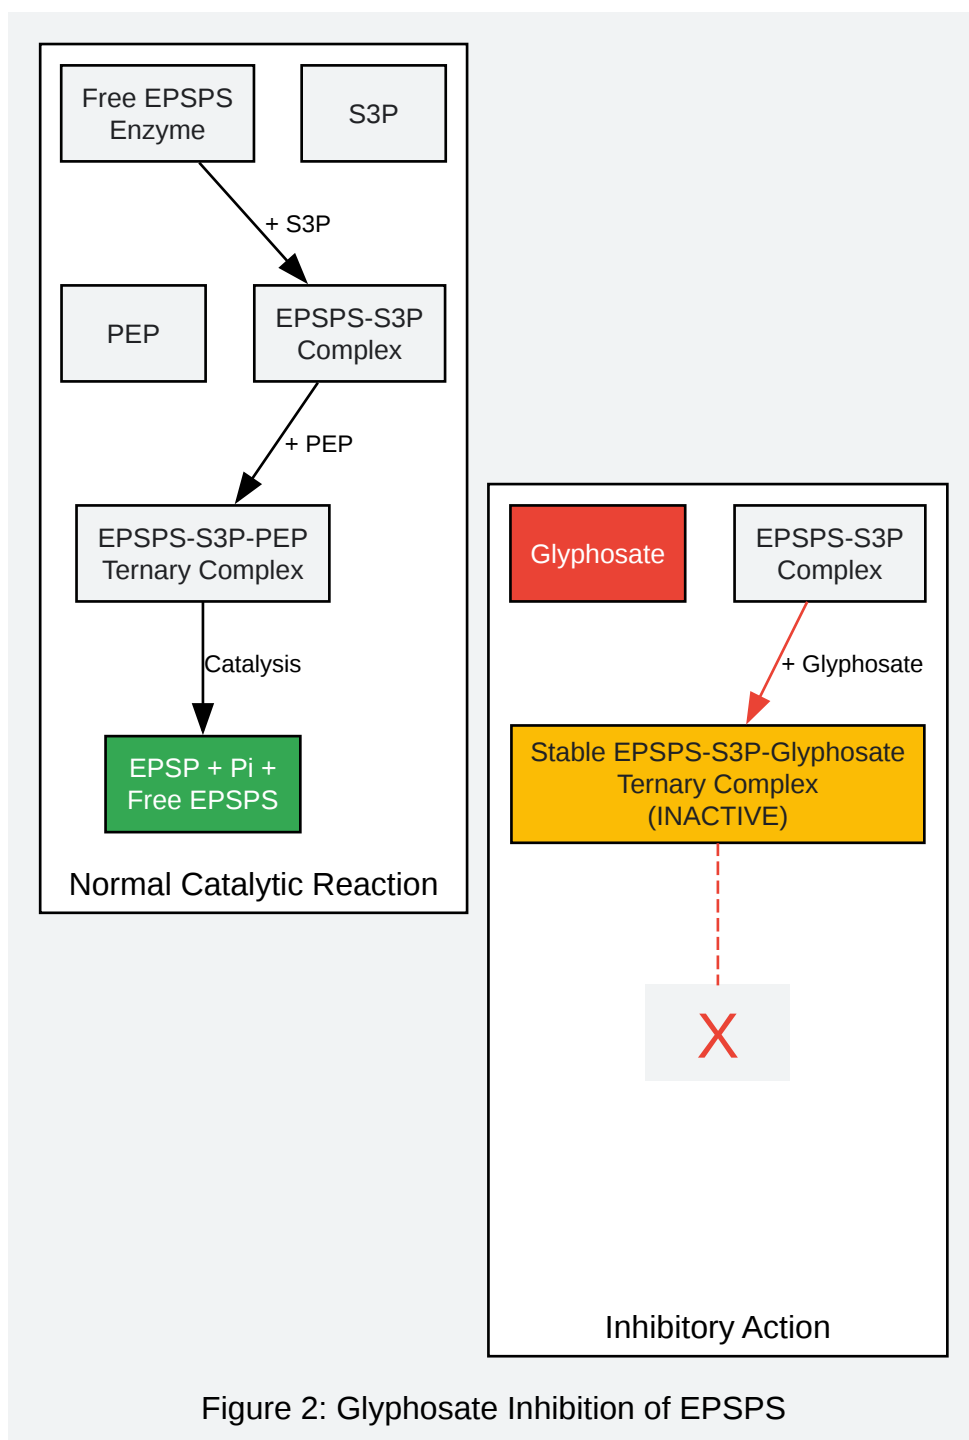 Free EPSPS
Enzyme
S3P
+ S3P
PEP
EPSPS-S3P
Complex
+ PEP
EPSPS-S3P-PEP
Ternary Complex
Catalysis
EPSP + Pi +
Free EPSPS
Normal Catalytic Reaction
Glyphosate
EPSPS-S3P
Complex
+ Glyphosate
Stable EPSPS-S3P-Glyphosate
Ternary Complex
(INACTIVE)
X
Inhibitory Action
Figure 2: Glyphosate Inhibition of EPSPS